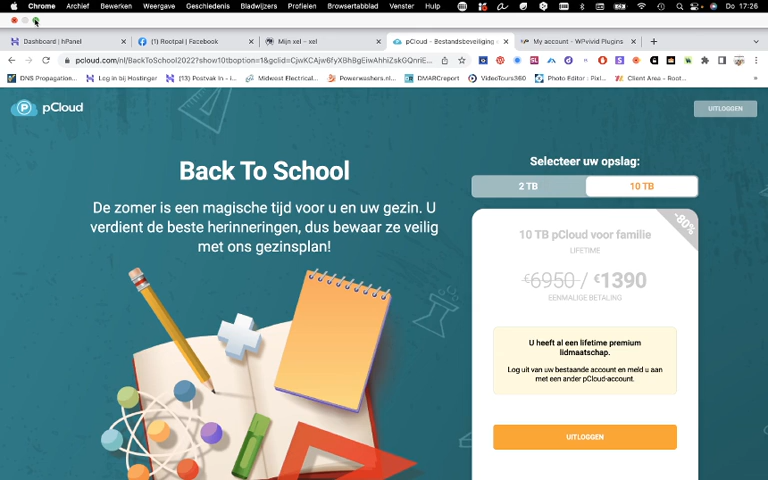 Chrome Archief Bewerken Weergave Geschiedenis Bladwijzers Profielen Browsertabblad Venster Help Do 17:26
Dashboard | hPanel (1) Rootpal | Facebook Mijn xel – xel pCloud - Bestandsbeveiliging My account - WPvivid Plugins
pcloud.com/nl/BackToSchool2022?show10tboption=1&gclid=CjwKCAjw6fyXBhBgEiwAhhiZskGQnriE...
DNS Propagation... Log in bij Hostinger [13] Postvak In - i... Midwest Electrical... Powerwashers.nl... DMARCreport VideoTours360 Photo Editor : Pixl... Client Area - Root...
pCloud
UITLOGGEN
Back To School
De zomer is een magische tijd voor u en uw gezin. U
verdient de beste herinneringen, dus bewaar ze veilig
met ons gezinsplan!
Selecteer uw opslag:
2 TB 10 TB
-80%
10 TB pCloud voor familie
LIFETIME
€6950 / €1390
EENMALIGE BETALING
U heeft al een lifetime premium
lidmaatschap.
Log uit van uw bestaande account en meld u aan
met een ander pCloud-account.
UITLOGGEN